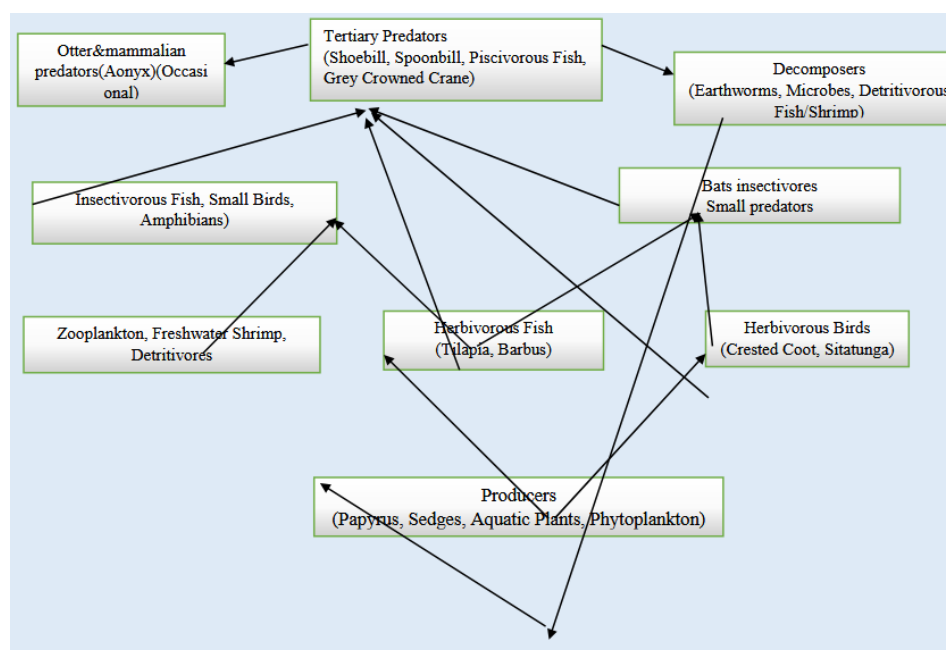 Otter&mammalian
predators(Aonyx)(Occasi
onal)
Tertiary Predators
(Shoebill, Spoonbill, Piscivorous Fish,
Grey Crowned Crane)
Decomposers
(Earthworms, Microbes, Detritivorous
Fish/Shrimp)
Insectivorous Fish, Small Birds,
Amphibians)
Bats insectivores
Small predators
Zooplankton, Freshwater Shrimp,
Detritivores
Herbivorous Fish
(Tilapia, Barbus)
Herbivorous Birds
(Crested Coot, Sitatunga)
Producers
(Papyrus, Sedges, Aquatic Plants, Phytoplankton)